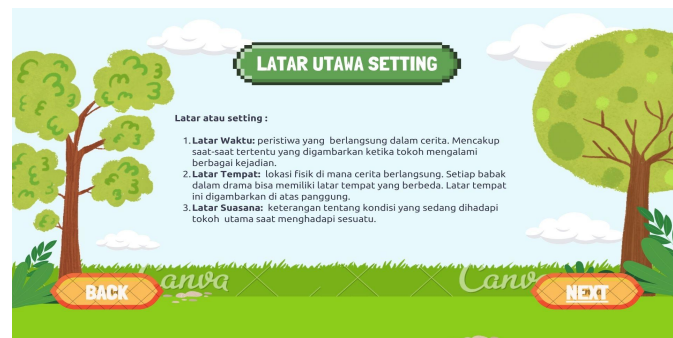 LATAR UTAWA SETTING
Latar atau setting :
1. Latar Waktu: peristiwa yang berlangsung dalam cerita. Mencakup
saat-saat tertentu yang digambarkan ketika tokoh mengalami
berbagai kejadian.
2. Latar Tempat: lokasi fisik di mana cerita berlangsung. Setiap babak
dalam drama bisa memiliki latar tempat yang berbeda. Latar tempat
ini digambarkan di atas panggung.
3. Latar Suasana: keterangan tentang kondisi yang sedang dihadapi
tokoh utama saat menghadapi sesuatu.
anva
Canv
BACK
NEXT